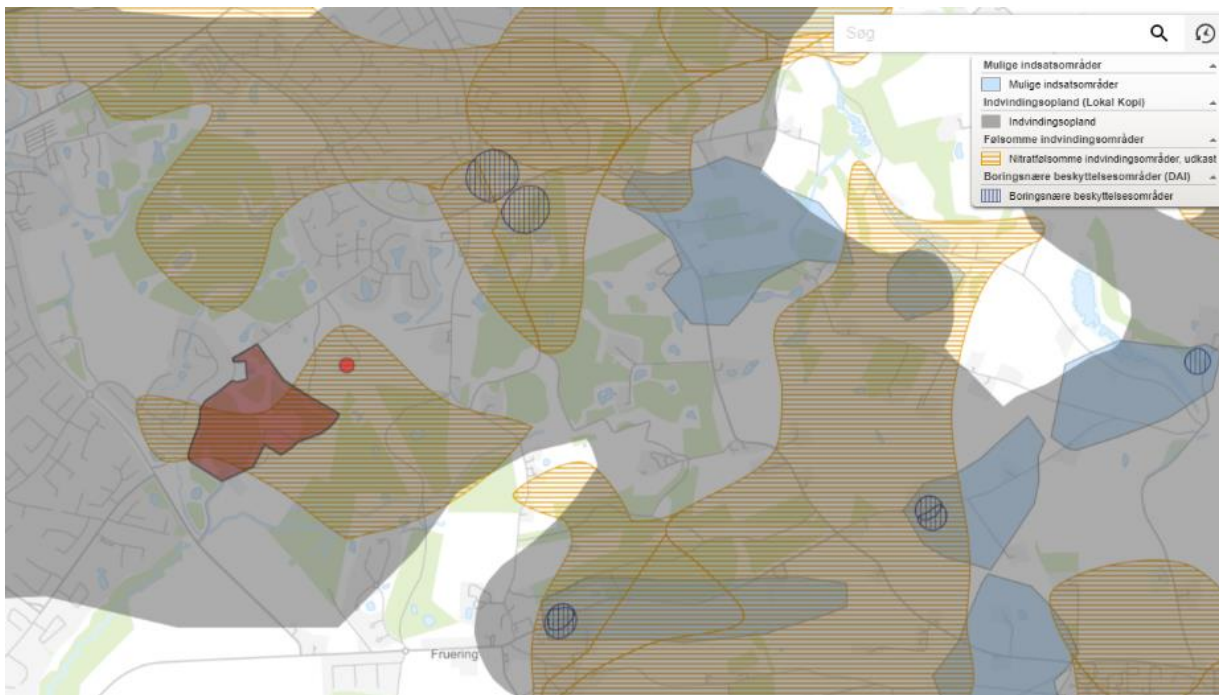 Søg
Mulige indsatsområder
Mulige indsatsområder
Indvindingsopland (Lokal Kopi)
Indvindingsopland
Følsomme indvindingsområder
Nitratfølsomme indvindingsområder, udkast
Boringsnære beskyttelsesområder (DAI)
Boringsnære beskyttelsesområder
Fruering